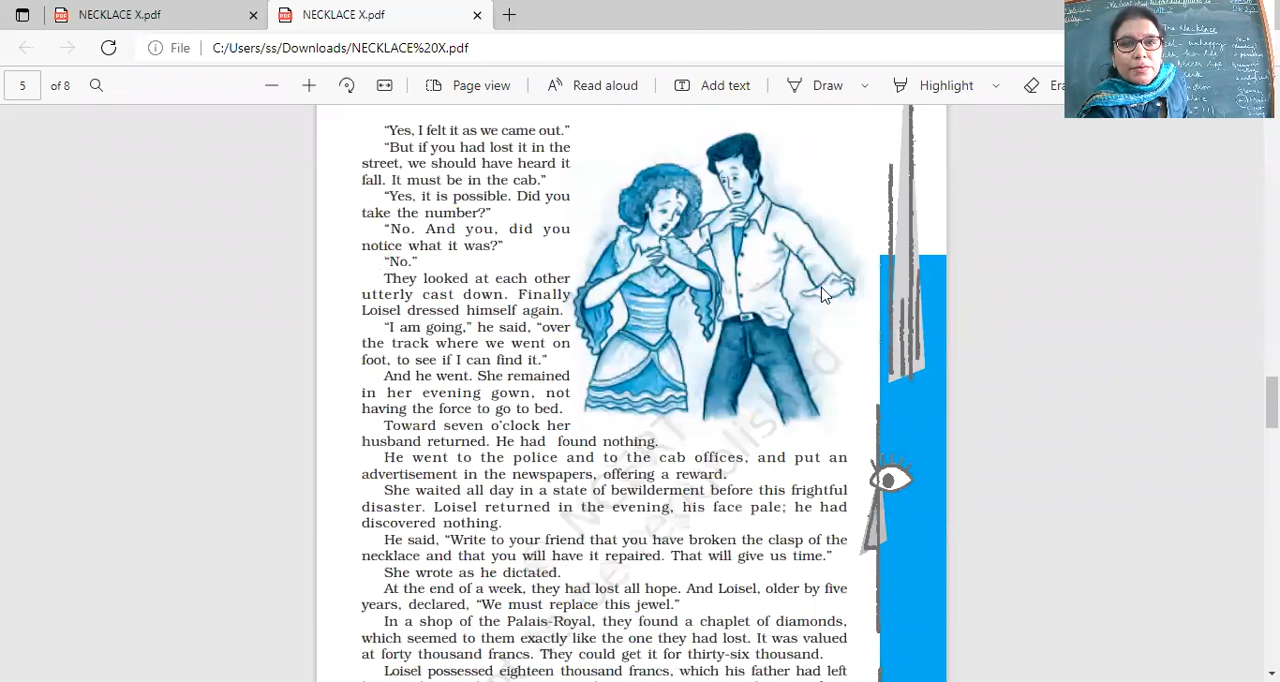 NECKLACE X.pdf
NECKLACE X.pdf
File
C:/Users/ss/Downloads/NECKLACE%20X.pdf
5 of 8
Page view
Read aloud
Add text
Draw
Highlight
The Necklace
“Yes, I felt it as we came out.”
“But if you had lost it in the
street, we should have heard it
fall. It must be in the cab.”
“Yes, it is possible. Did you
take the number?”
“No. And you, did you
notice what it was?”
“No.”
They looked at each other
utterly cast down. Finally
Loisel dressed himself again.
“I am going,” he said, “over
the track where we went on
foot, to see if I can find it.”
And he went. She remained
in her evening gown, not
having the force to go to bed.
Toward seven o’clock her
husband returned. He had found nothing.
He went to the police and to the cab offices, and put an
advertisement in the newspapers, offering a reward.
She waited all day in a state of bewilderment before this frightful
disaster. Loisel returned in the evening, his face pale; he had
discovered nothing.
He said, “Write to your friend that you have broken the clasp of the
necklace and that you will have it repaired. That will give us time.”
She wrote as he dictated.
At the end of a week, they had lost all hope. And Loisel, older by five
years, declared, “We must replace this jewel.”
In a shop of the Palais-Royal, they found a chaplet of diamonds,
which seemed to them exactly like the one they had lost. It was valued
at forty thousand francs. They could get it for thirty-six thousand.
Loisel possessed eighteen thousand francs, which his father had left